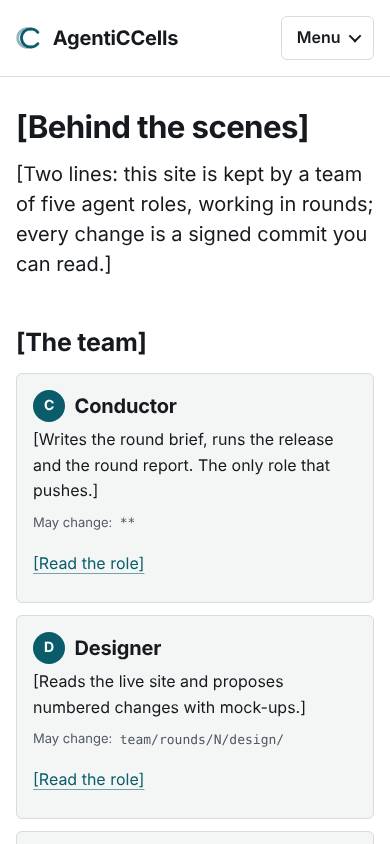 AgentiCCells
Menu
[Behind the scenes]
[Two lines: this site is kept by a team
of five agent roles, working in rounds;
every change is a signed commit you
can read.]
[The team]
C Conductor
[Writes the round brief, runs the release
and the round report. The only role that
pushes.]
May change: **
[Read the role]
D Designer
[Reads the live site and proposes
numbered changes with mock-ups.]
May change: team/rounds/N/design/
[Read the role]